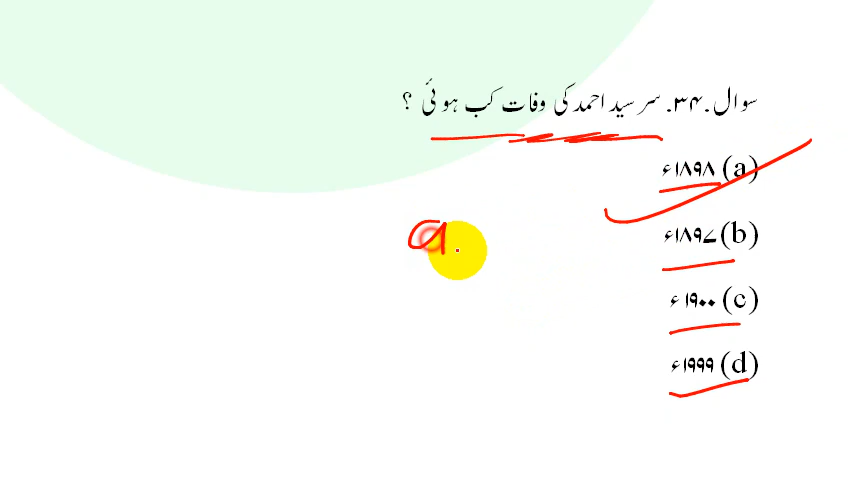 سوال.۳۴. سر سید احمد کی وفات کب ہوئی ؟
(a) ۱۸۹۸ء
(b) ۱۸۹۷ء
(c) ۱۹۰۰ء
(d) ۱۹۹۹ء
a